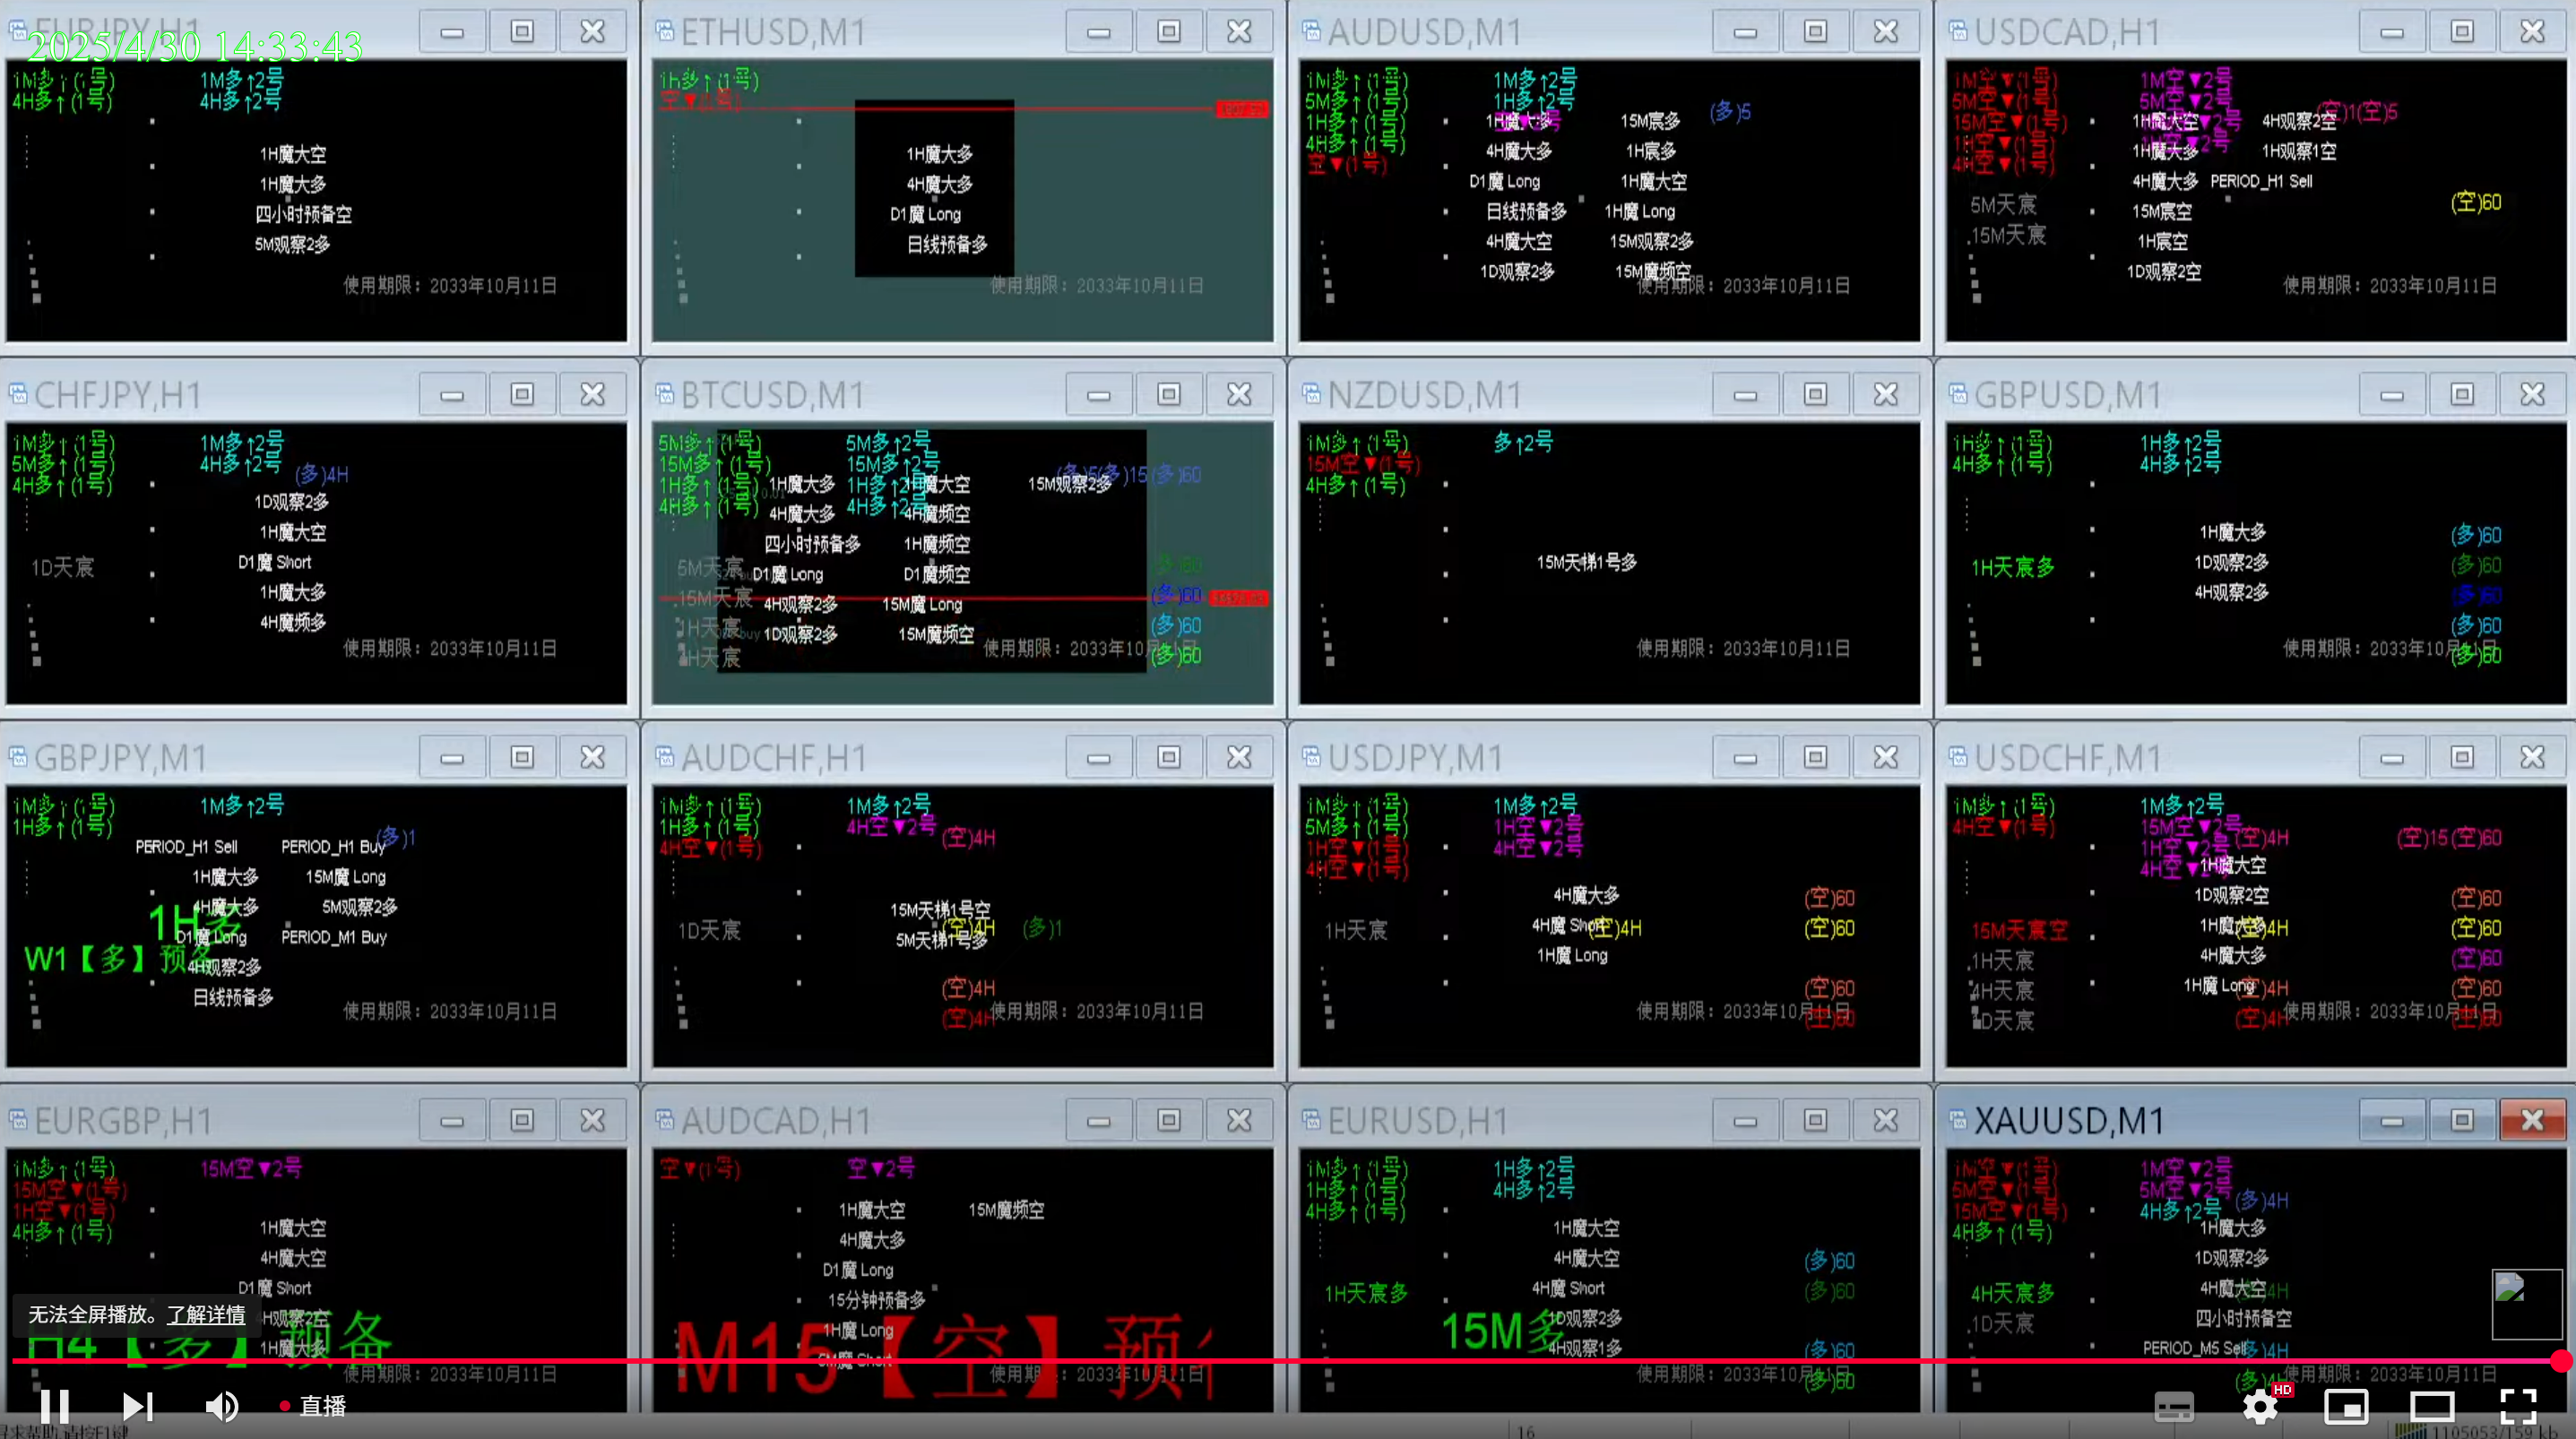 EURJPY,H1
2025/4/30 14:33:43
1M多↑(1号)
4H多↑(1号)
1M多↑2号
4H多↑2号
1H魔大空
1H魔大多
四小时预备空
5M观察2多
使用期限：2033年10月11日
ETHUSD,M1
1h多↑(1号)
空▼(1号)
1H魔大多
4H魔大多
D1魔 Long
日线预备多
使用期限：2033年10月11日
AUDUSD,M1
1M多↑(1号)
5M多↑(1号)
1H多↑(1号)
4H多↑(1号)
空▼(1号)
1M多↑2号
1H多↑2号
(多)5
1H魔大多
4H魔大多
D1魔 Long
日线预备多
4H魔大空
1D观察2多
15M宸多
1H宸多
1H魔大空
1H魔 Long
15M观察2多
15M魔频空
使用期限：2033年10月11日
USDCAD,H1
1M空▼(1号)
5M空▼(1号)
15M空▼(1号)
1H空▼(1号)
4H空▼(1号)
1M空▼2号
5M空▼2号
(空)1(空)5
1H魔大空
1H魔大多
4H魔大多
15M宸空
1H宸空
1D观察2空
4H观察2空
1H观察1空
PERIOD_H1 Sell
(空)60
5M天宸
15M天宸
使用期限：2033年10月11日
CHFJPY,H1
1M多↑(1号)
5M多↑(1号)
4H多↑(1号)
1M多↑2号
4H多↑2号
(多)4H
1D观察2多
1H魔大空
D1魔 Short
1H魔大多
4H魔频多
1D天宸
使用期限：2033年10月11日
BTCUSD,M1
5M多↑(1号)
15M多↑(1号)
1H多↑(1号)
4H多↑(1号)
5M多↑2号
15M多↑2号
1H多↑2号
4H多↑2号
(多)5(多)15(多)60
1H魔大多
4H魔大多
四小时预备多
D1魔 Long
4H观察2多
1D观察2多
1H魔大空
4H魔频空
1H魔频空
D1魔频空
15M魔 Long
15M魔频空
15M观察2多
5M天宸
15M天宸
1H天宸
4H天宸
(多)60
(多)60
(多)60
(多)60
使用期限：2033年10月11日
NZDUSD,M1
1M多↑(1号)
15M空▼(1号)
4H多↑(1号)
多↑2号
15M天梯1号多
使用期限：2033年10月11日
GBPUSD,M1
1H多↑(1号)
4H多↑(1号)
1H多↑2号
4H多↑2号
1H魔大多
1D观察2多
4H观察2多
1H天宸多
(多)60
(多)60
(多)60
(多)60
(多)60
使用期限：2033年10月11日
GBPJPY,M1
1M多↑(1号)
1H多↑(1号)
1M多↑2号
(多)1
PERIOD_H1 Sell
1H魔大多
4H魔大多
D1魔 Long
4H观察2多
日线预备多
PERIOD_H1 Buy
15M魔 Long
5M观察2多
PERIOD_M1 Buy
1H多
W1【多】预备
使用期限：2033年10月11日
AUDCHF,H1
1M多↑(1号)
1H多↑(1号)
4H空▼(1号)
1M多↑2号
4H空▼2号
(空)4H
15M天梯1号空
5M天梯1号多
(空)4H
(多)1
1D天宸
(空)4H
(空)4H
使用期限：2033年10月11日
USDJPY,M1
1M多↑(1号)
5M多↑(1号)
1H空▼(1号)
4H空▼(1号)
1M多↑2号
1H空▼2号
4H空▼2号
4H魔大多
4H魔 Short
1H魔 Long
(空)4H
1H天宸
(空)60
(空)60
(空)60
(空)60
使用期限：2033年10月11日
USDCHF,M1
1M多↑(1号)
4H空▼(1号)
1M多↑2号
15M空▼2号
1H空▼2号
4H空▼2号
(空)4H
(空)15(空)60
1H魔大空
1D观察2空
1H魔大多
4H魔大多
1H魔 Long
(空)4H
(空)4H
(空)4H
15M天宸空
1H天宸
4H天宸
1D天宸
(空)60
(空)60
(空)60
(空)60
(空)60
使用期限：2033年10月11日
EURGBP,H1
1M多↑(1号)
15M空▼(1号)
1H空▼(1号)
4H多↑(1号)
15M空▼2号
1H魔大空
4H魔大空
D1魔 Short
4H观察2空
1H魔大多
H4【多】预备
使用期限：2033年10月11日
AUDCAD,H1
空▼(1号)
空▼2号
1H魔大空
4H魔大多
D1魔 Long
15分钟预备多
1H魔 Long
5M魔 Short
15M魔频空
M15【空】预
使用期限：2033年10月11日
EURUSD,H1
1M多↑(1号)
1H多↑(1号)
4H多↑(1号)
1H多↑2号
4H多↑2号
1H魔大空
4H魔大空
4H魔 Short
1D观察2多
4H观察1多
1H天宸多
15M多
(多)60
(多)60
(多)60
(多)60
使用期限：2033年10月11日
XAUUSD,M1
1M空▼(1号)
5M空▼(1号)
15M空▼(1号)
4H多↑(1号)
1M空▼2号
5M空▼2号
4H多↑2号
(多)4H
1H魔大多
1D观察2多
4H魔大空
四小时预备空
PERIOD_M5 Sell
4H天宸多
1D天宸
(多)4H
使用期限：2033年10月11日
无法全屏播放。了解详情
直播
HD
16
1105053/159 kb